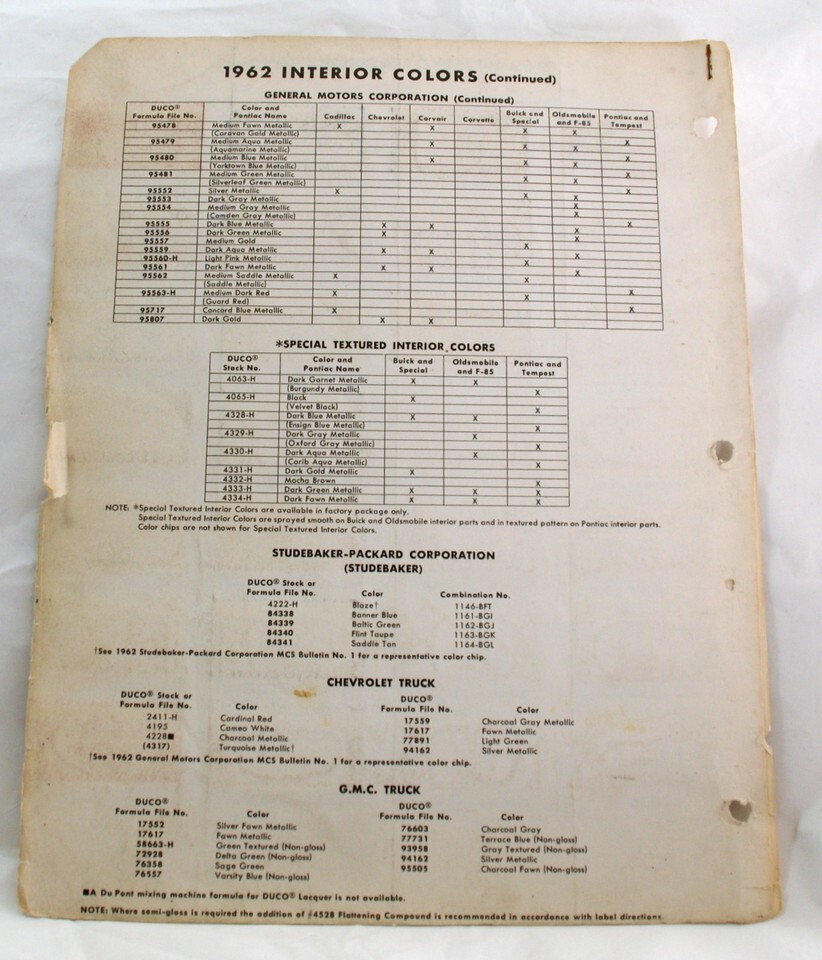 1962 INTERIOR COLORS (Continued)
GENERAL MOTORS CORPORATION (Continued)
DUCO® Formula File No. Color and Pontiac Name Cadillac Chevrolet Corvair Corvette Buick and Special Oldsmobile and F-85 Pontiac and Tempest
95478 Medium Fawn Metallic X X X X
(Caravan Gold Metallic) X
95479 Medium Aqua Metallic X X X
(Aquamarine Metallic) X
95480 Medium Blue Metallic X X X
(Yorktown Blue Metallic) X
95481 Medium Green Metallic X X
(Silverleaf Green Metallic) X
95552 Silver Metallic X X X
95553 Dark Gray Metallic X
95554 Medium Gray Metallic X
(Camden Gray Metallic) X
95555 Dark Blue Metallic X X X
95556 Dark Green Metallic X X
95557 Medium Gold X
95559 Dark Aqua Metallic X X X
95560-H Light Pink Metallic X
95561 Dark Fawn Metallic X X X
95562 Medium Saddle Metallic X X
(Saddle Metallic) X
95563-H Medium Dark Red X X
(Guard Red) X
95717 Concord Blue Metallic X
95807 Dark Gold X X
*SPECIAL TEXTURED INTERIOR COLORS
DUCO® Stock No. Color and Pontiac Name Buick and Special Oldsmobile and F-85 Pontiac and Tempest
4063-H Dark Garnet Metallic X X
(Burgundy Metallic) X
4065-H Black X
(Velvet Black) X
4328-H Dark Blue Metallic X X
(Ensign Blue Metallic) X
4329-H Dark Gray Metallic X
(Oxford Gray Metallic) X
4330-H Dark Aqua Metallic X
(Carib Aqua Metallic) X
4331-H Dark Gold Metallic X
4332-H Mocha Brown X
4333-H Dark Green Metallic X X X
4334-H Dark Fawn Metallic X X X
NOTE: *Special Textured Interior Colors are available in factory package only.
Special Textured Interior Colors are sprayed smooth on Buick and Oldsmobile interior parts and in textured pattern on Pontiac interior parts.
Color chips are not shown for Special Textured Interior Colors.
STUDEBAKER-PACKARD CORPORATION
(STUDEBAKER)
DUCO® Stock or Formula File No. Color Combination No.
4222-H Blaze† 1146-BFT
84338 Banner Blue 1161-BGI
84339 Baltic Green 1162-BGJ
84340 Flint Taupe 1163-BGK
84341 Saddle Tan 1164-BGL
†See 1962 Studebaker-Packard Corporation MCS Bulletin No. 1 for a representative color chip.
CHEVROLET TRUCK
DUCO® Stock or Formula File No. Color DUCO® Formula File No. Color
2411-H Cardinal Red 17559 Charcoal Gray Metallic
4195 Cameo White 17617 Fawn Metallic
4228■ Charcoal Metallic 77891 Light Green
(4317) Turquoise Metallic† 94162 Silver Metallic
†See 1962 General Motors Corporation MCS Bulletin No. 1 for a representative color chip.
G.M.C. TRUCK
DUCO® Formula File No. Color DUCO® Formula File No. Color
17552 Silver Fawn Metallic 76603 Charcoal Gray
17617 Fawn Metallic 77731 Terrace Blue (Non-gloss)
58663-H Green Textured (Non-gloss) 93958 Gray Textured (Non-gloss)
72928 Delta Green (Non-gloss) 94162 Silver Metallic
76358 Sage Green 95505 Charcoal Fawn (Non-gloss)
76557 Varsity Blue (Non-gloss)
■A Du Pont mixing machine formula for DUCO® Lacquer is not available.
NOTE: Where semi-gloss is required the addition of #4528 Flattening Compound is recommended in accordance with label directions.